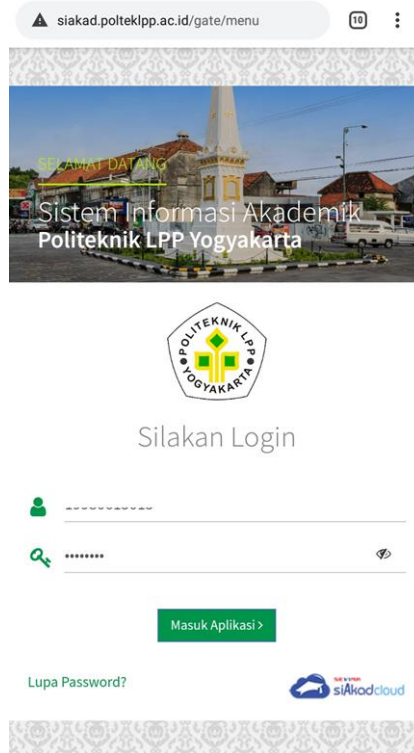 siakad.polteklpp.ac.id/gate/menu
10
SELAMAT DATANG
Sistem Informasi Akademik
Politeknik LPP Yogyakarta
POLITEKNIK LPP
YOGYAKARTA
Silakan Login
••••••••
Masuk Aplikasi >
Lupa Password?
SEVIMA
siAkadcloud